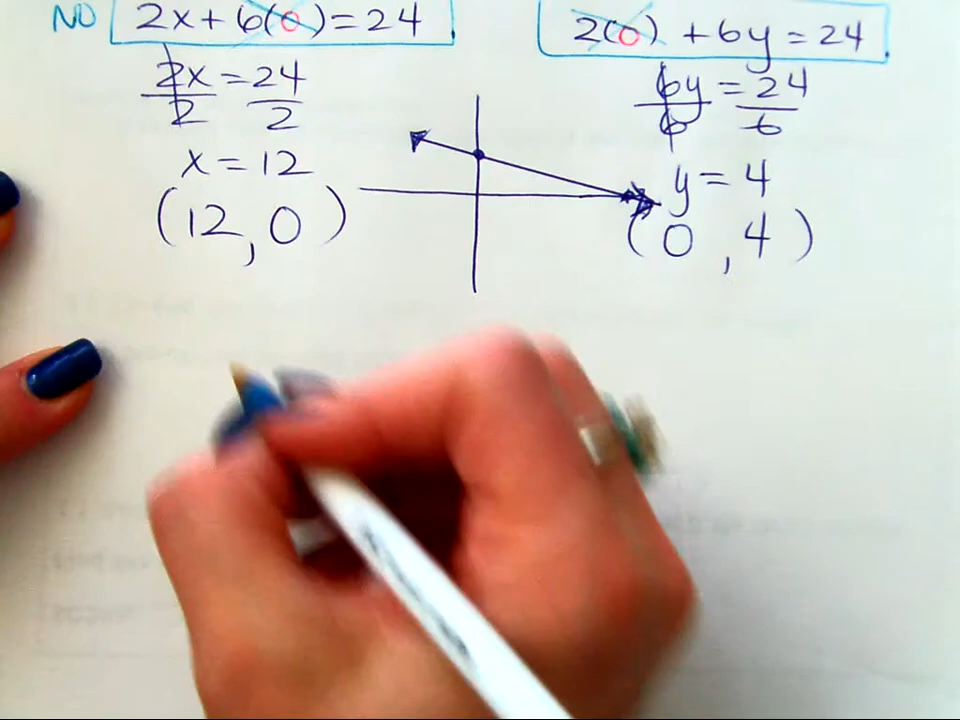 NO 2x + 6(0) = 24
2x = 24
2 2
x = 12
(12, 0)
2(0) + 6y = 24
6y = 24
6 6
y = 4
(0, 4)